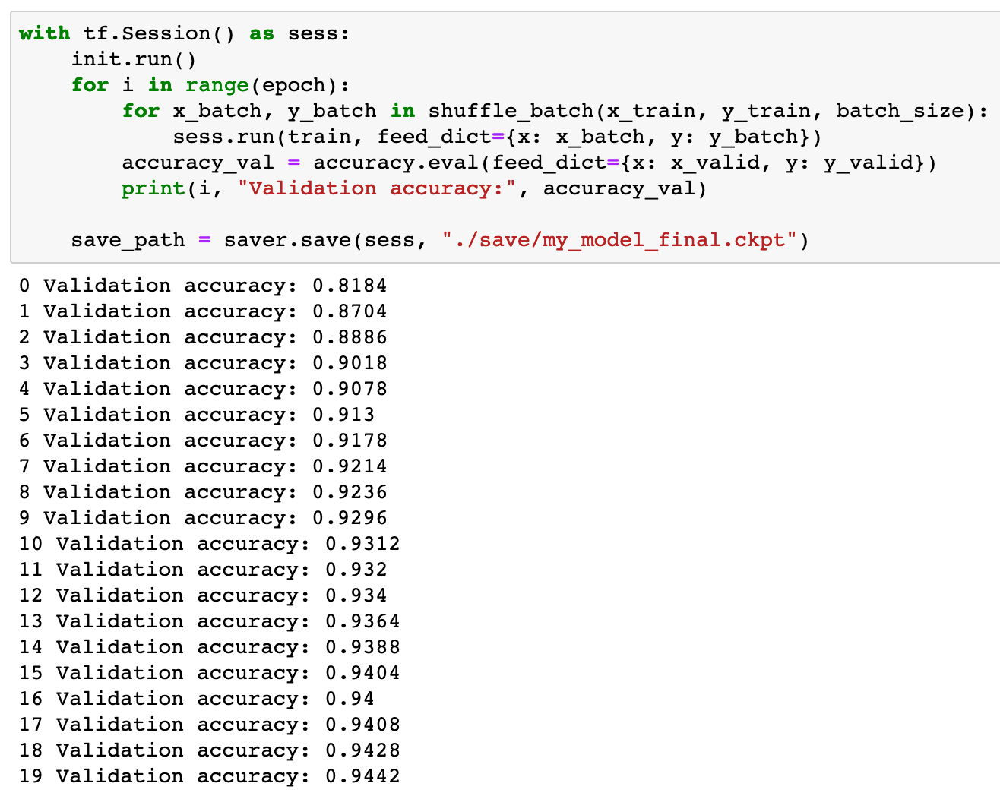 with tf.Session() as sess:
    init.run()
    for i in range(epoch):
        for x_batch, y_batch in shuffle_batch(x_train, y_train, batch_size):
            sess.run(train, feed_dict={x: x_batch, y: y_batch})
        accuracy_val = accuracy.eval(feed_dict={x: x_valid, y: y_valid})
        print(i, "Validation accuracy:", accuracy_val)

    save_path = saver.save(sess, "./save/my_model_final.ckpt")
0 Validation accuracy: 0.8184
1 Validation accuracy: 0.8704
2 Validation accuracy: 0.8886
3 Validation accuracy: 0.9018
4 Validation accuracy: 0.9078
5 Validation accuracy: 0.913
6 Validation accuracy: 0.9178
7 Validation accuracy: 0.9214
8 Validation accuracy: 0.9236
9 Validation accuracy: 0.9296
10 Validation accuracy: 0.9312
11 Validation accuracy: 0.932
12 Validation accuracy: 0.934
13 Validation accuracy: 0.9364
14 Validation accuracy: 0.9388
15 Validation accuracy: 0.9404
16 Validation accuracy: 0.94
17 Validation accuracy: 0.9408
18 Validation accuracy: 0.9428
19 Validation accuracy: 0.9442